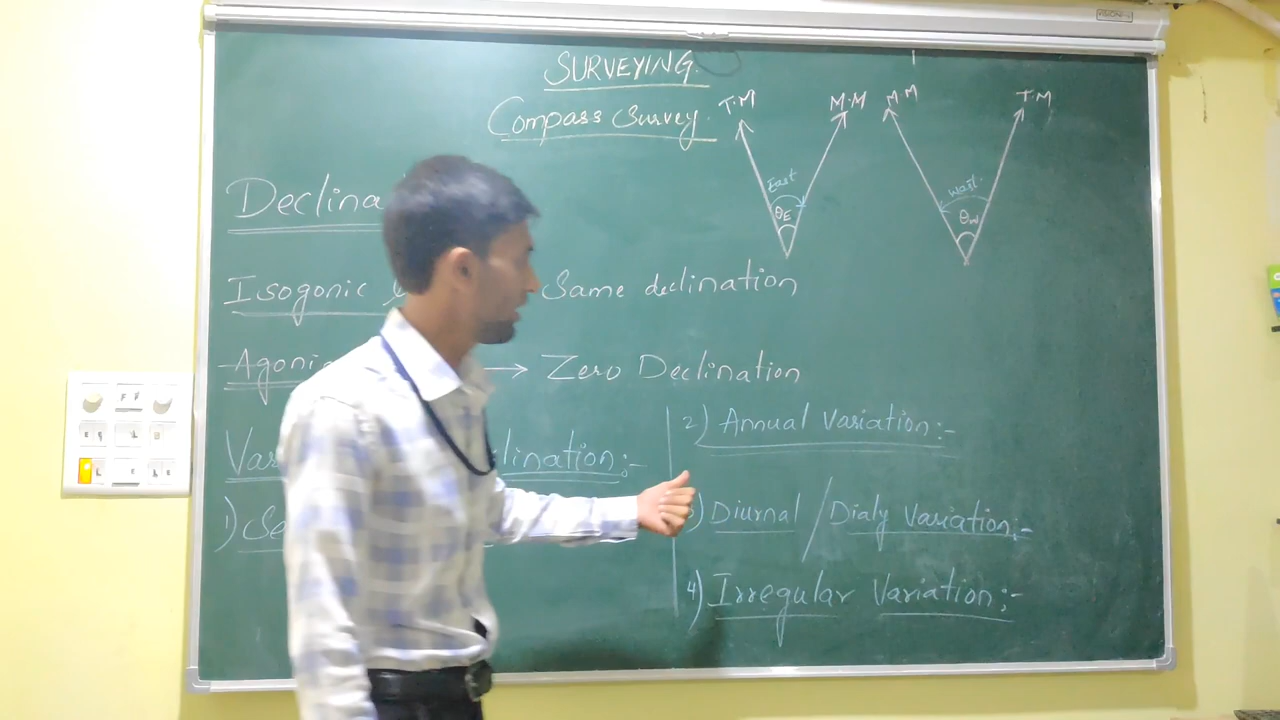 SURVEYING
Compass Survey
T.M
M.M
East
θE
M.M
T.M
west
θw
Declina
Isogonic
Same declination
Agonic
→ Zero Declination
Var
lination:-
1) Se
2) Annual Variation:-
) Diurnal / Dialy Variation:-
4) Irregular Variation:-